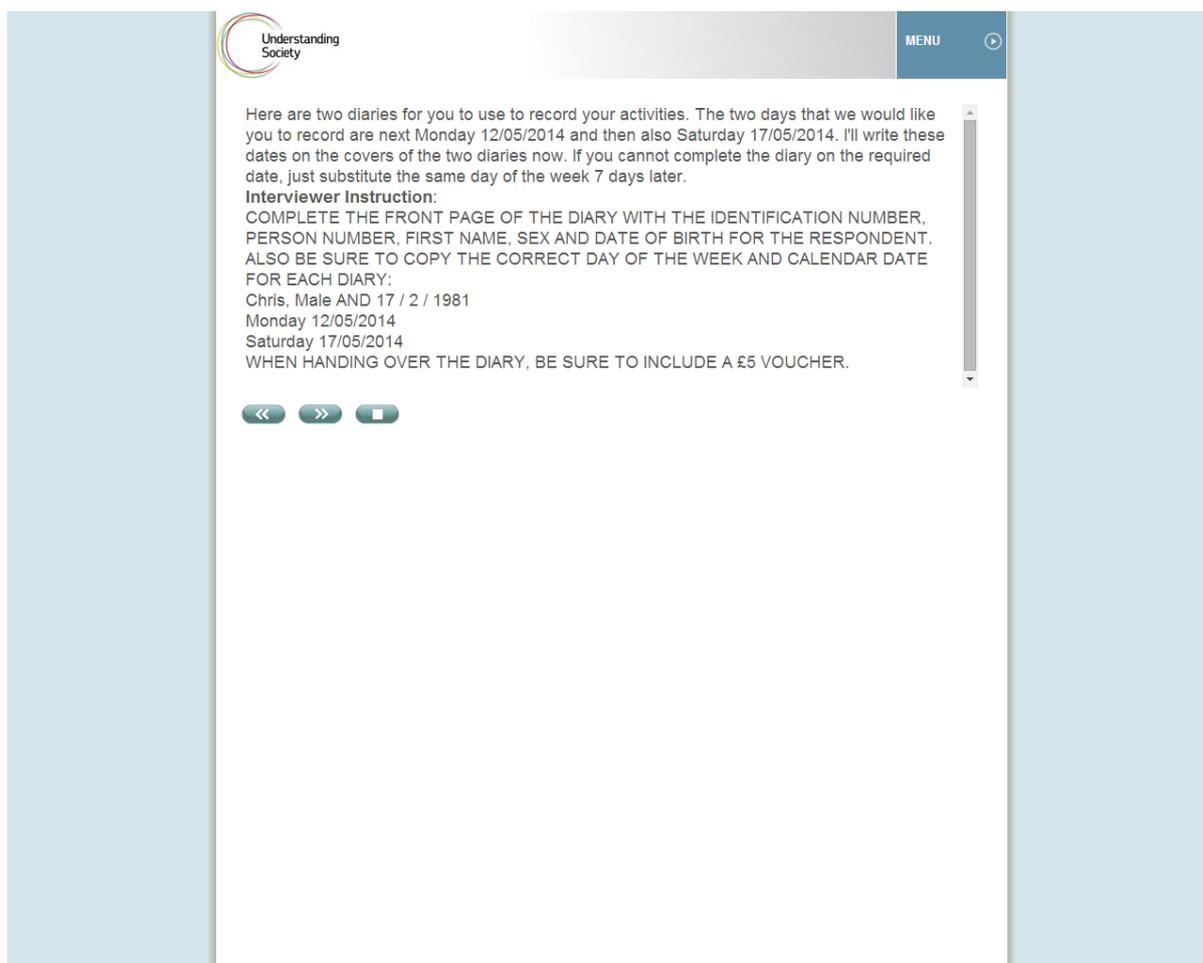 Understanding
Society
MENU
Here are two diaries for you to use to record your activities. The two days that we would like
you to record are next Monday 12/05/2014 and then also Saturday 17/05/2014. I'll write these
dates on the covers of the two diaries now. If you cannot complete the diary on the required
date, just substitute the same day of the week 7 days later.
Interviewer Instruction:
COMPLETE THE FRONT PAGE OF THE DIARY WITH THE IDENTIFICATION NUMBER,
PERSON NUMBER, FIRST NAME, SEX AND DATE OF BIRTH FOR THE RESPONDENT.
ALSO BE SURE TO COPY THE CORRECT DAY OF THE WEEK AND CALENDAR DATE
FOR EACH DIARY:
Chris, Male AND 17 / 2 / 1981
Monday 12/05/2014
Saturday 17/05/2014
WHEN HANDING OVER THE DIARY, BE SURE TO INCLUDE A £5 VOUCHER.